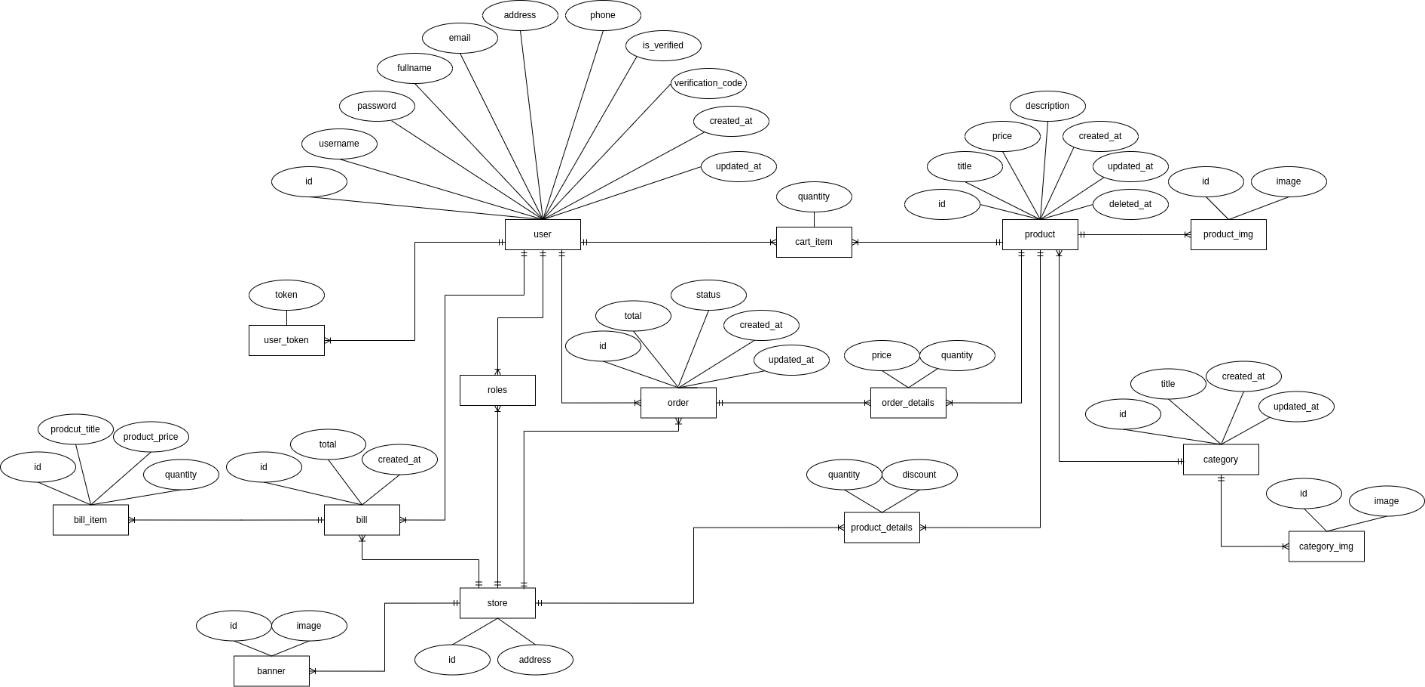 address
phone
email
is_verified
fullname
verification_code
password
created_at
username
updated_at
id
user
quantity
cart_item
description
price
created_at
title
updated_at
id
deleted_at
product
id
image
product_img
token
user_token
roles
status
total
created_at
id
updated_at
order
price
quantity
order_details
title
created_at
id
updated_at
category
id
image
category_img
prodcut_title
product_price
id
quantity
bill_item
total
id
created_at
bill
quantity
discount
product_details
store
id
address
id
image
banner